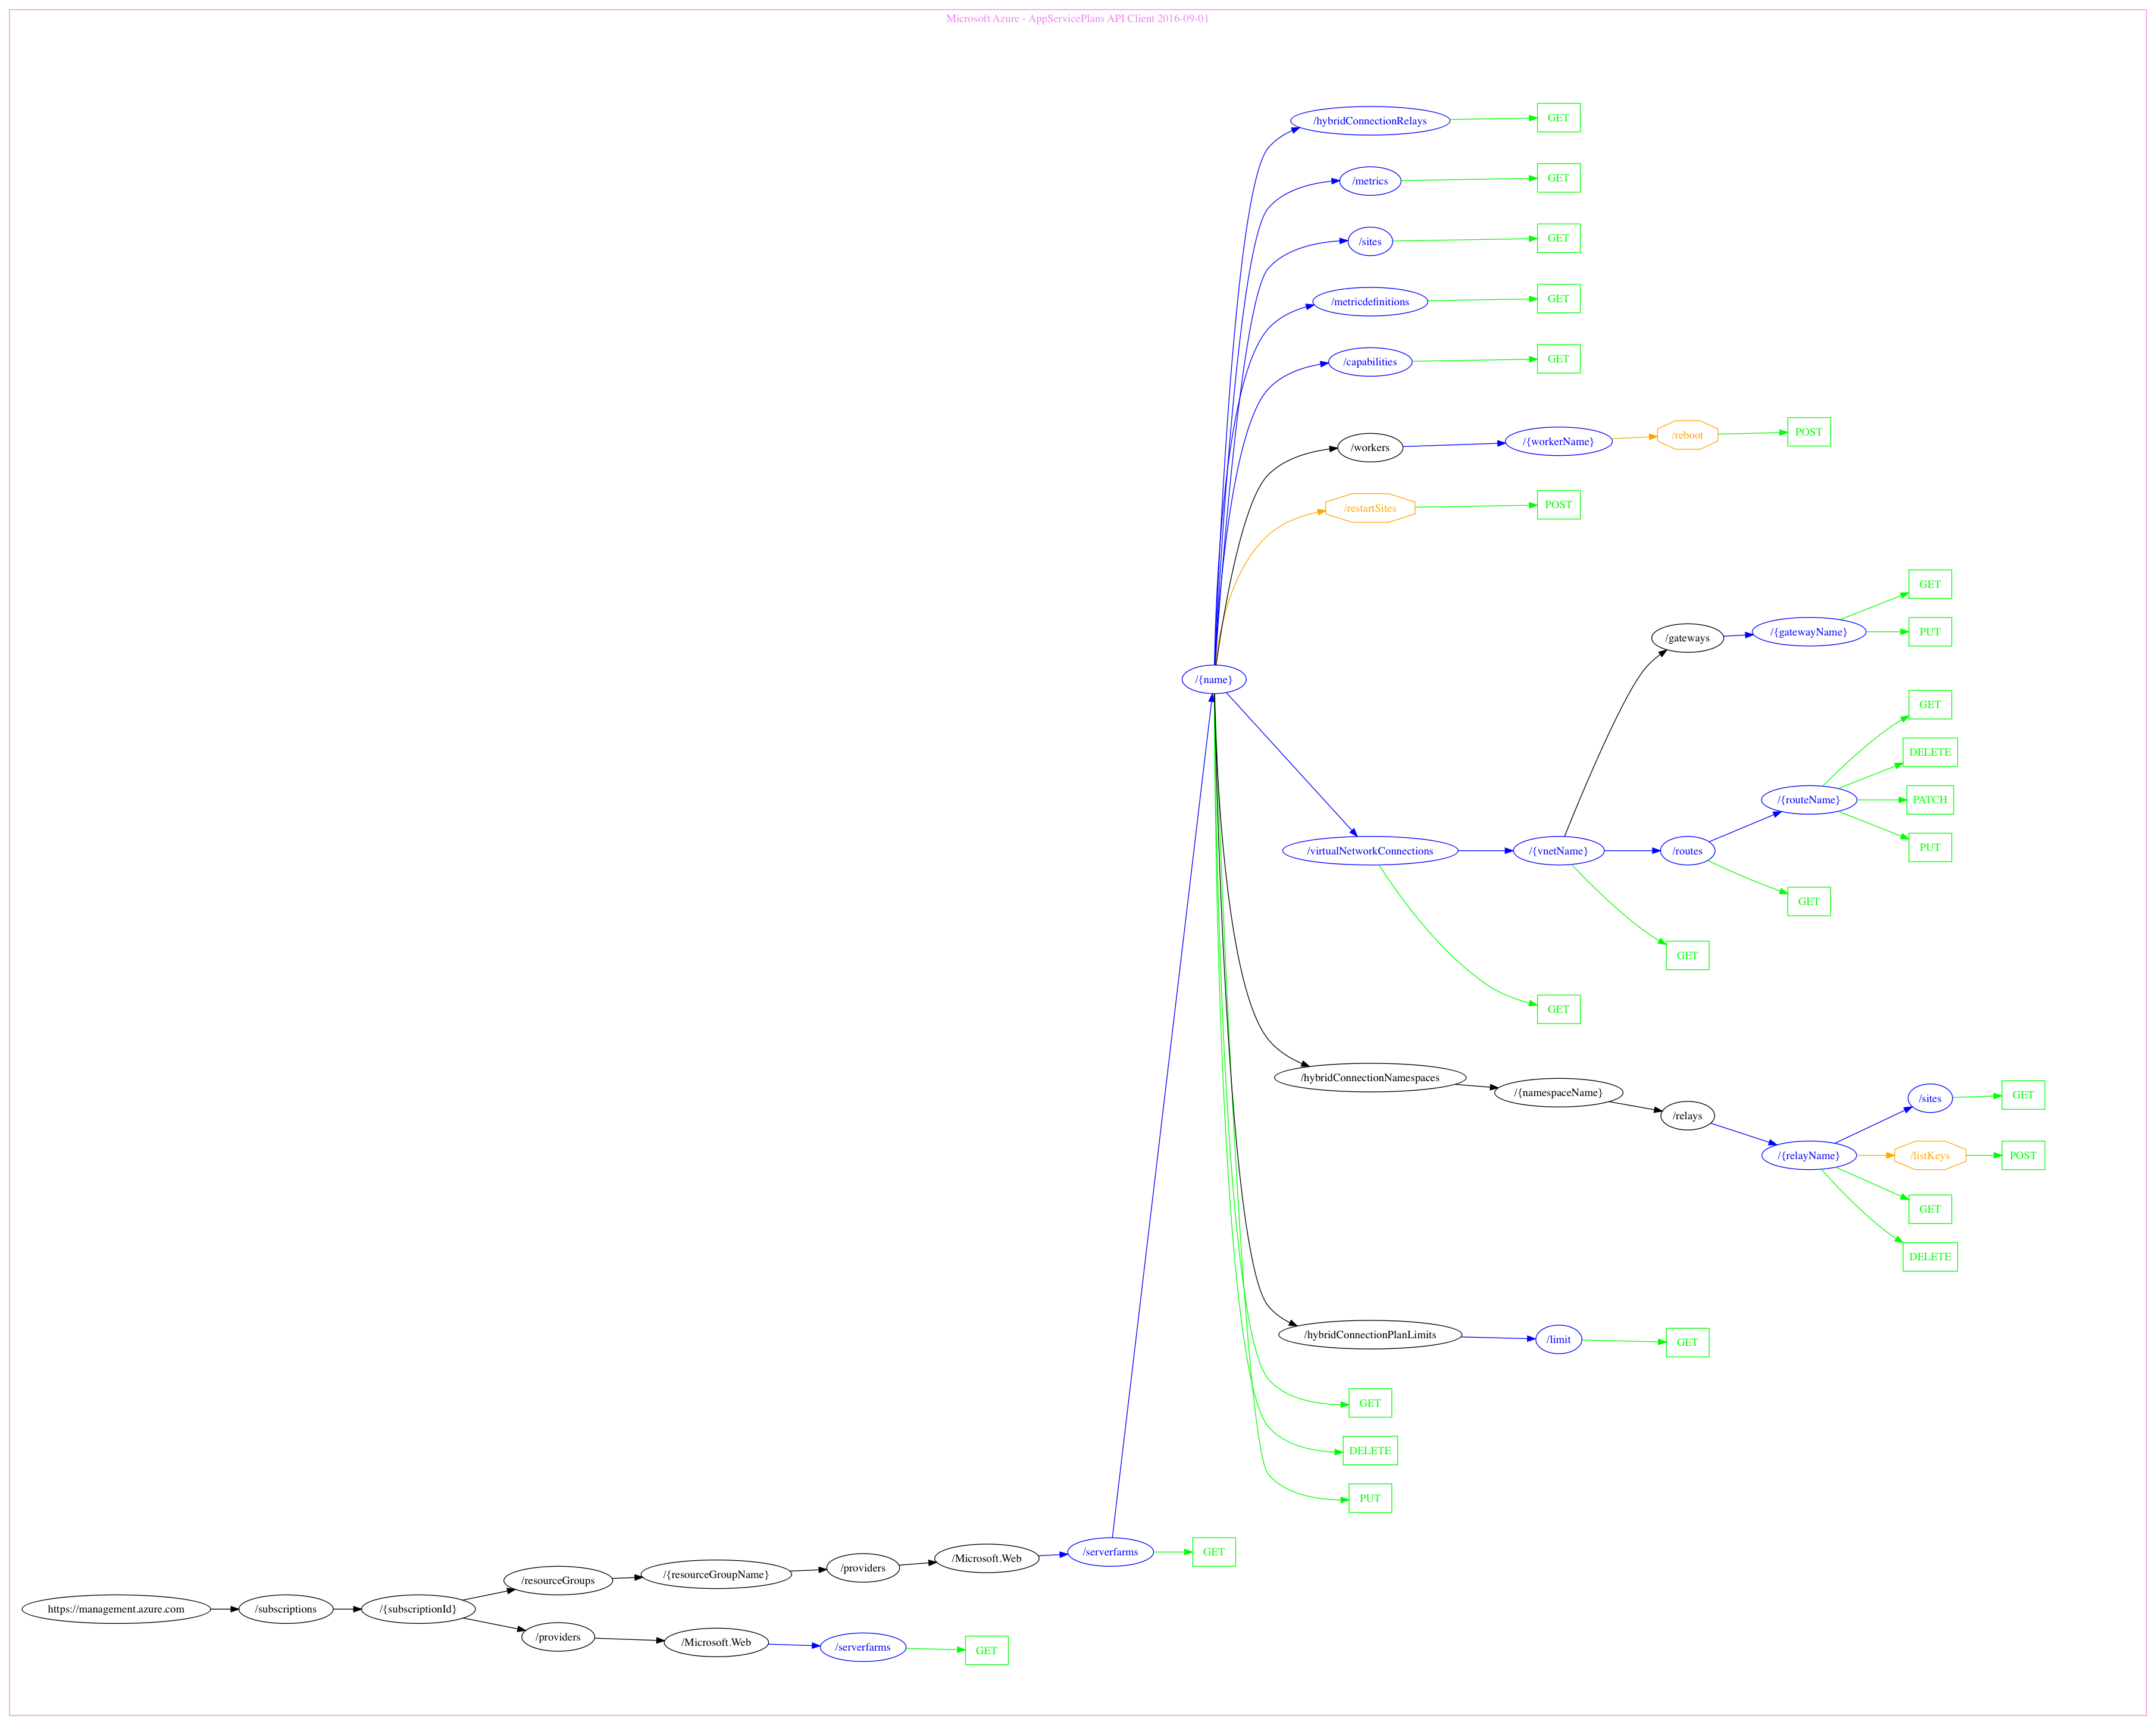 Microsoft Azure - AppServicePlans API Client 2016-09-01
/hybridConnectionRelays
GET
/metrics
GET
/sites
GET
/metricdefinitions
GET
/capabilities
GET
/workers
/{workerName}
/reboot
POST
/restartSites
POST
/gateways
/{gatewayName}
GET
PUT
/{name}
/virtualNetworkConnections
/{vnetName}
/routes
/{routeName}
GET
DELETE
PATCH
PUT
GET
GET
GET
/hybridConnectionNamespaces
/{namespaceName}
/relays
/{relayName}
/sites
GET
/listKeys
POST
GET
DELETE
/hybridConnectionPlanLimits
/limit
GET
GET
DELETE
PUT
https://management.azure.com
/subscriptions
/{subscriptionId}
/resourceGroups
/{resourceGroupName}
/providers
/Microsoft.Web
/serverfarms
GET
/providers
/Microsoft.Web
/serverfarms
GET